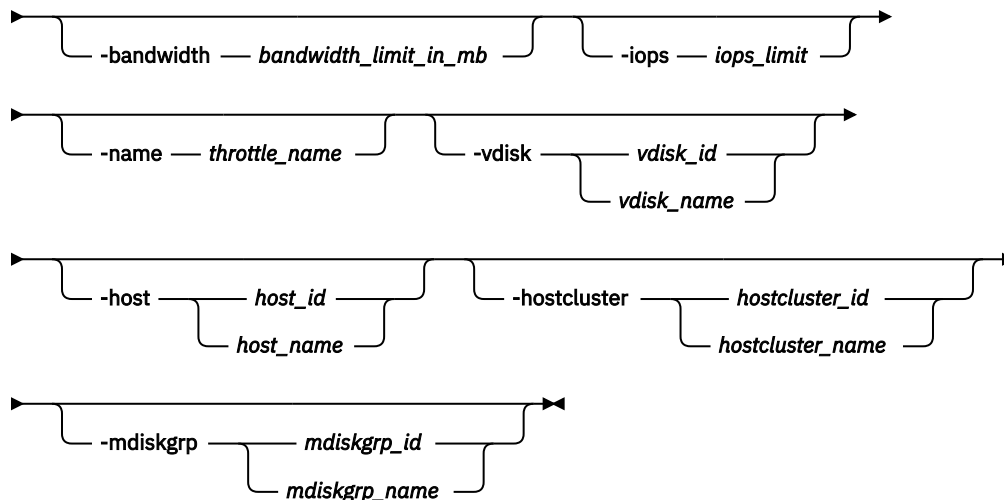 -bandwidth bandwidth_limit_in_mb -iops iops_limit
-name throttle_name -vdisk vdisk_id
vdisk_name
-host host_id -hostcluster hostcluster_id
host_name hostcluster_name
-mdiskgrp mdiskgrp_id
mdiskgrp_name